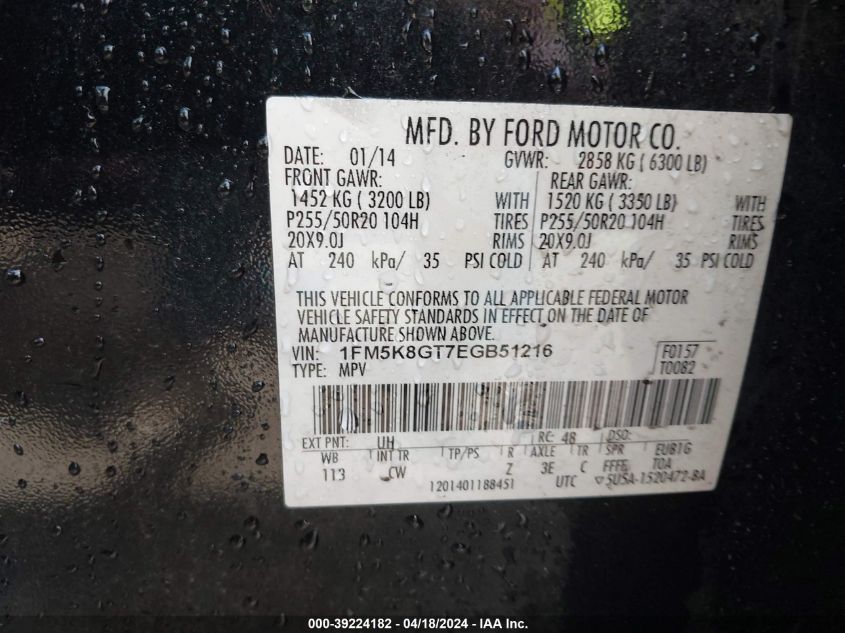 MFD. BY FORD MOTOR CO.
DATE: 01/14 GVWR: 2858 KG ( 6300 LB)
FRONT GAWR: REAR GAWR:
1452 KG ( 3200 LB) WITH 1520 KG ( 3350 LB) WITH
P255/50R20 104H TIRES P255/50R20 104H TIRES
20X9.0J RIMS 20X9.0J RIMS
AT 240 kPa/ 35 PSI COLD AT 240 kPa/ 35 PSI COLD
THIS VEHICLE CONFORMS TO ALL APPLICABLE FEDERAL MOTOR
VEHICLE SAFETY STANDARDS IN EFFECT ON THE DATE OF
MANUFACTURE SHOWN ABOVE.
VIN: 1FM5K8GT7EGB51216 F0157
TYPE: MPV T0082
EXT PNT: UH RC: 48 DSO:
WB INT TR TP/PS R AXLE TR SPR EUB1G
113 CW Z 3E C FFFF TOA
1201401188451 UTC ▽5U5A-1520472-BA
000-39224182 - 04/18/2024 - IAA Inc.